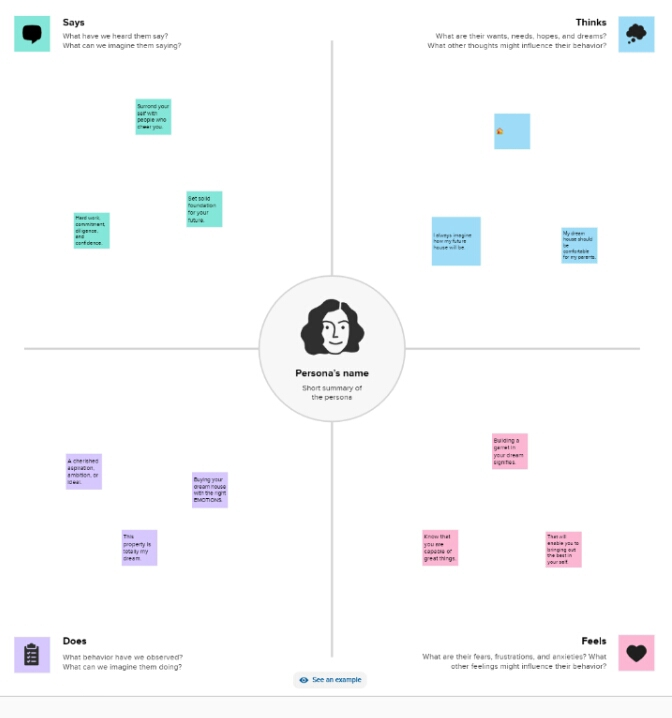 Says
What have we heard them say?
What can we imagine them saying?
Thinks
What are their wants, needs, hopes, and dreams?
What other thoughts might influence their behavior?
Surrond your
self with
people who
cheer you.
Set solid
foundation
for your
future.
Hard work,
commitment,
diligence,
and
confidence.
I always imagine
how my future
house will be.
My dream
house should
be
comfortable
for my parents.
Persona's name
Short summary of
the persona
A cherished
aspiration,
ambition, or
ideal.
Buying your
dream house
with the right
EMOTIONS.
This
property is
totally my
dream.
Building a
garret in
your dream
signifies.
Know that
you are
capable of
great things.
That will
enable you to
bringing out
the best in
your self.
Does
What behavior have we observed?
What can we imagine them doing?
Feels
What are their fears, frustrations, and anxieties? What
other feelings might influence their behavior?
See an example